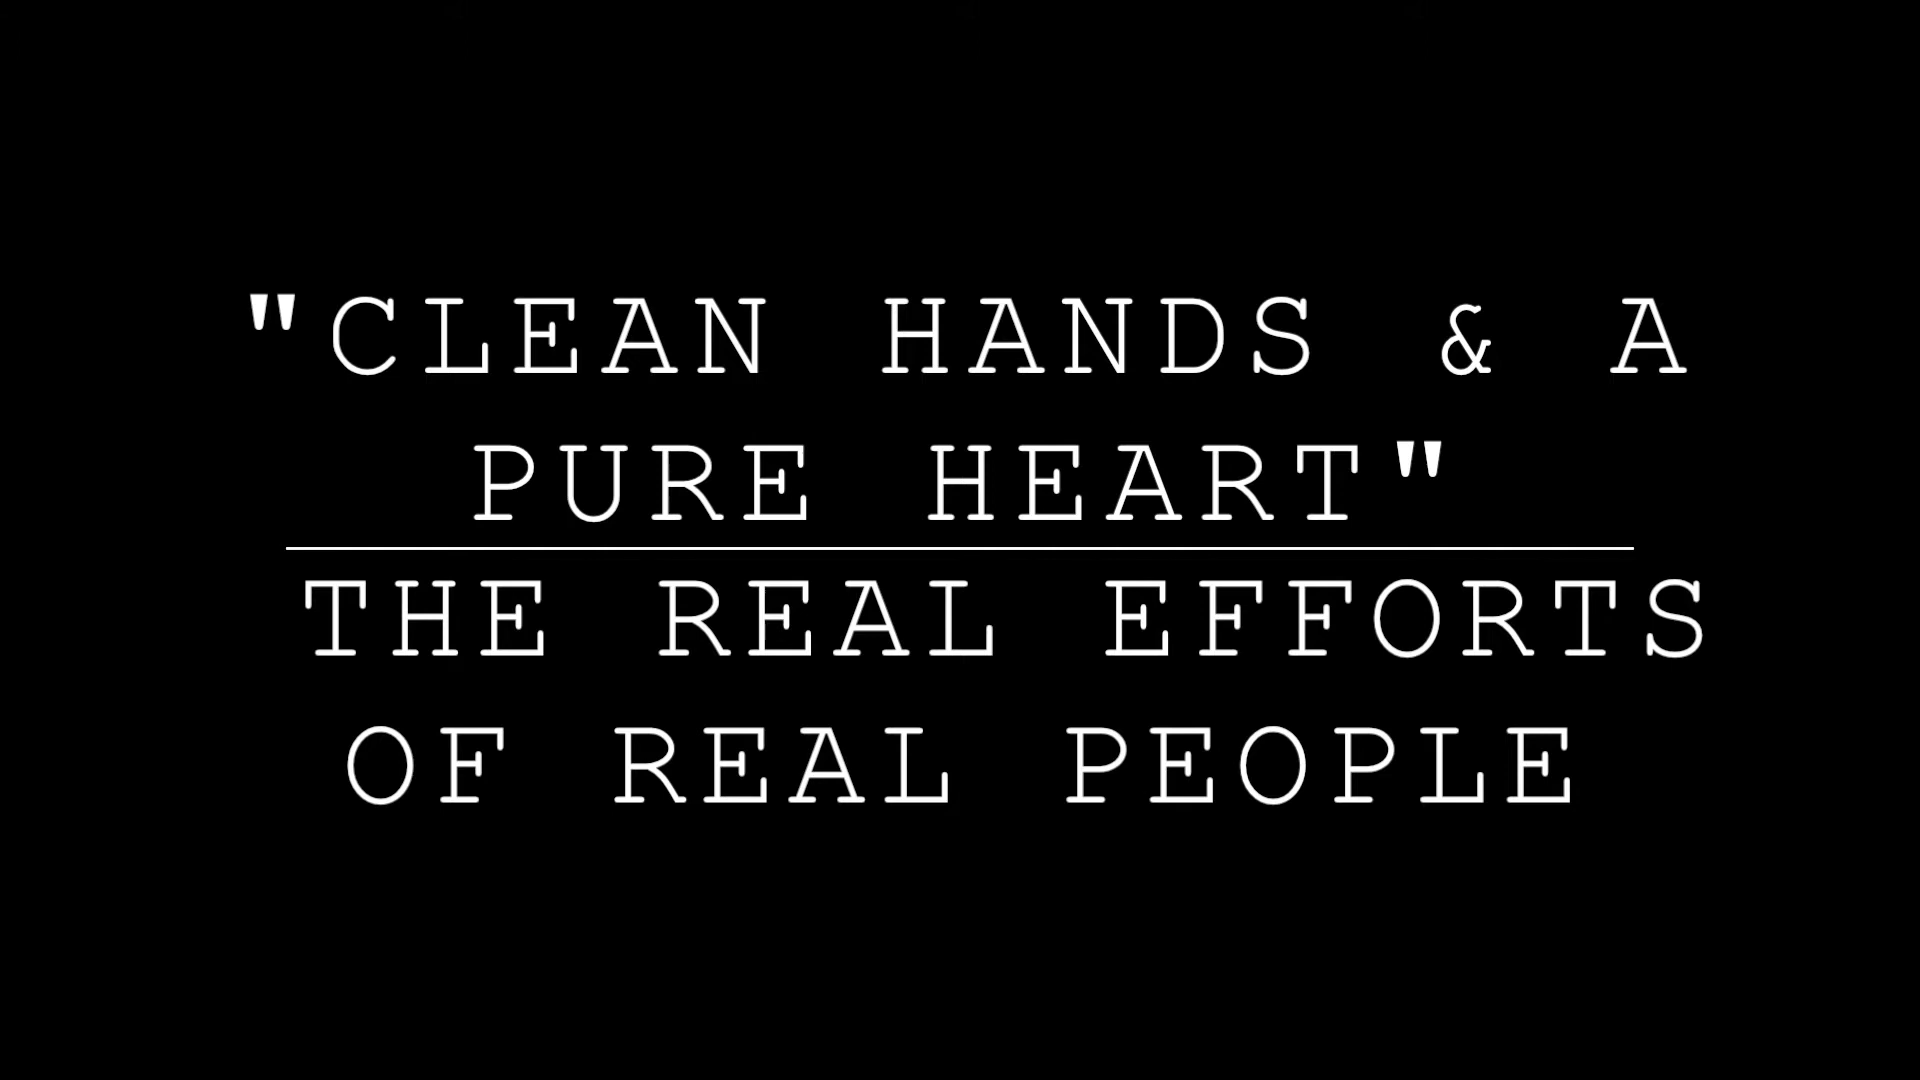 "CLEAN HANDS & A
PURE HEART"
THE REAL EFFORTS
OF REAL PEOPLE